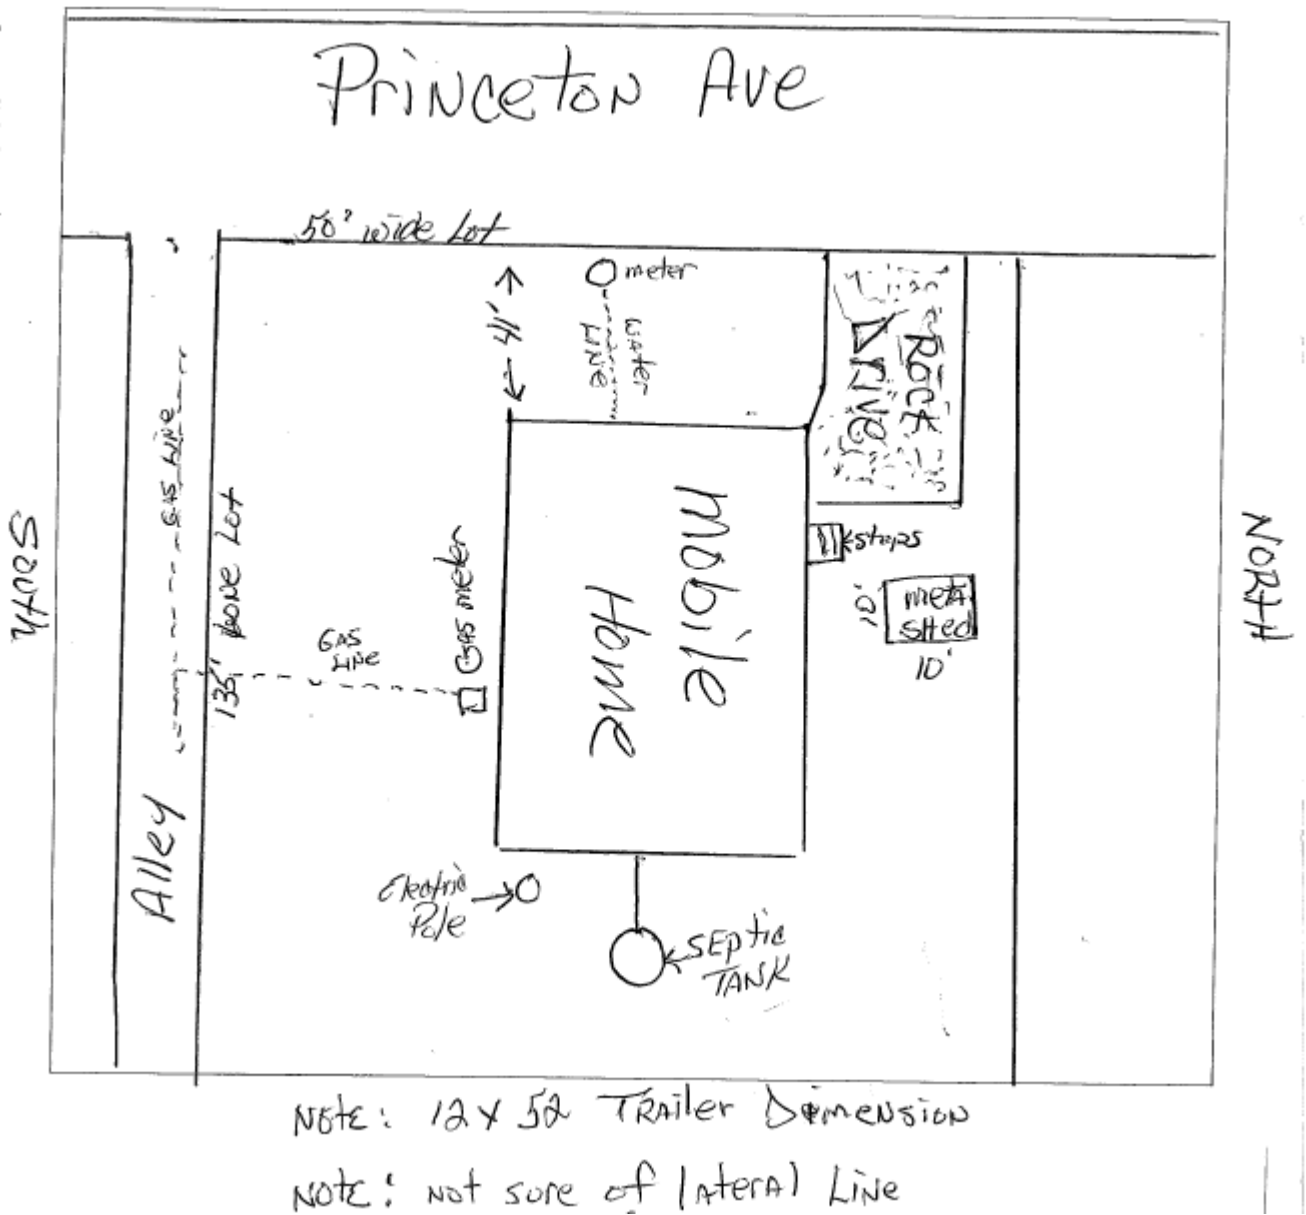 Princeton Ave
50' wide Lot
meter
41'
water
LINE
Rock
Drive
GAS LINE
135' LONG Lot
South
NORTH
GAS meter
GAS
LINE
mobile
Home
steps
10'
metal
SHed
10'
Alley
Electric
Pole
SEptic
TANK
NOtE: 12 x 52 TRAiler Dimension
NOtE: Not sure of lAterAl LiNe